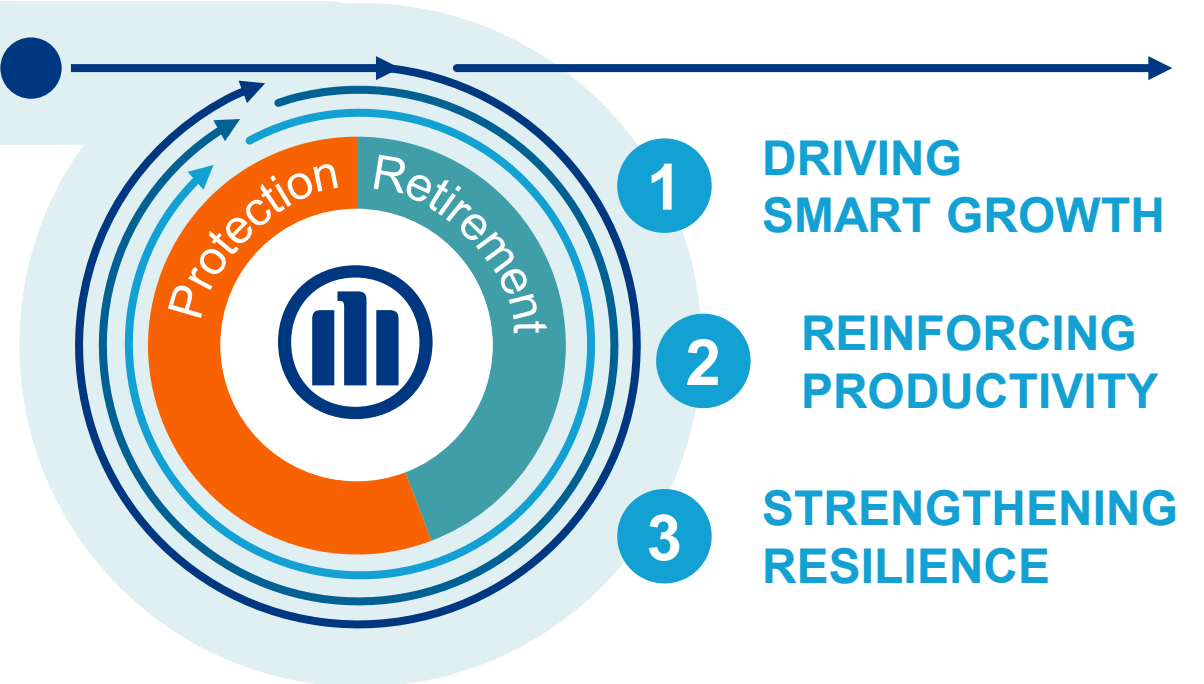 Protection
Retirement
1
DRIVING
SMART GROWTH
2
REINFORCING
PRODUCTIVITY
3
STRENGTHENING
RESILIENCE